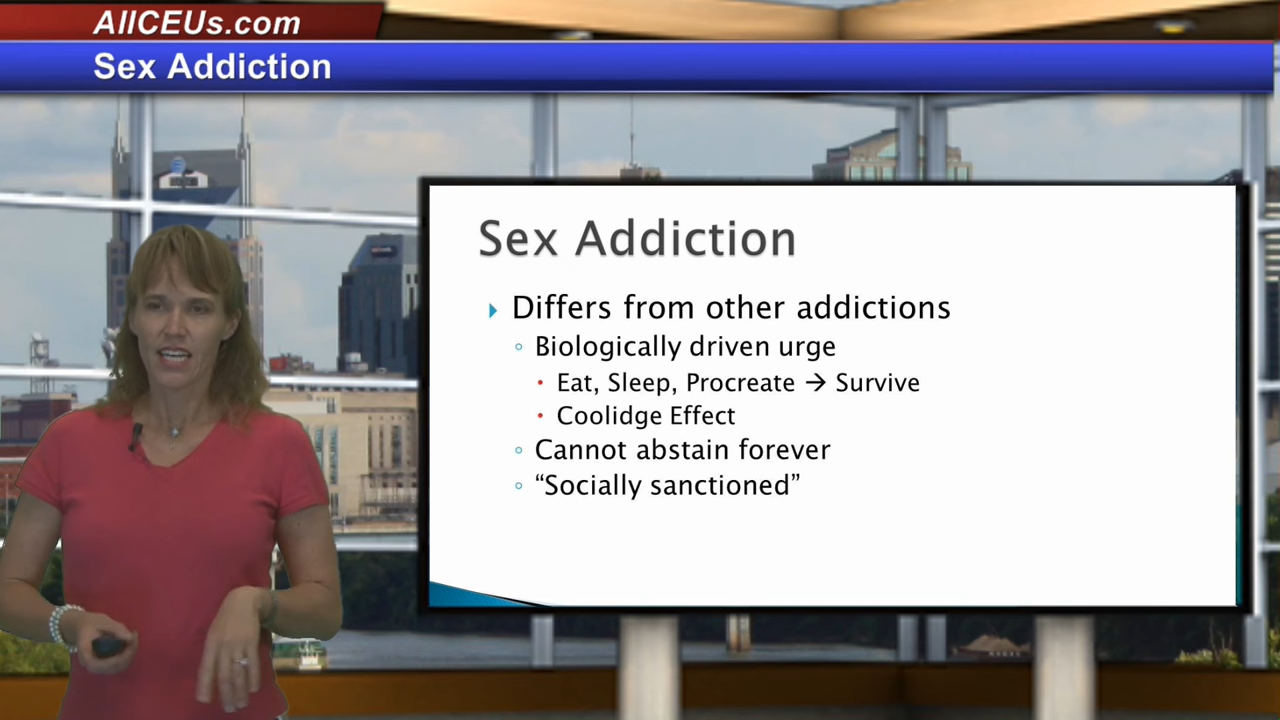 AllCEUs.com
Sex Addiction
Sex Addiction
Differs from other addictions
Biologically driven urge
Eat, Sleep, Procreate → Survive
Coolidge Effect
Cannot abstain forever
“Socially sanctioned”